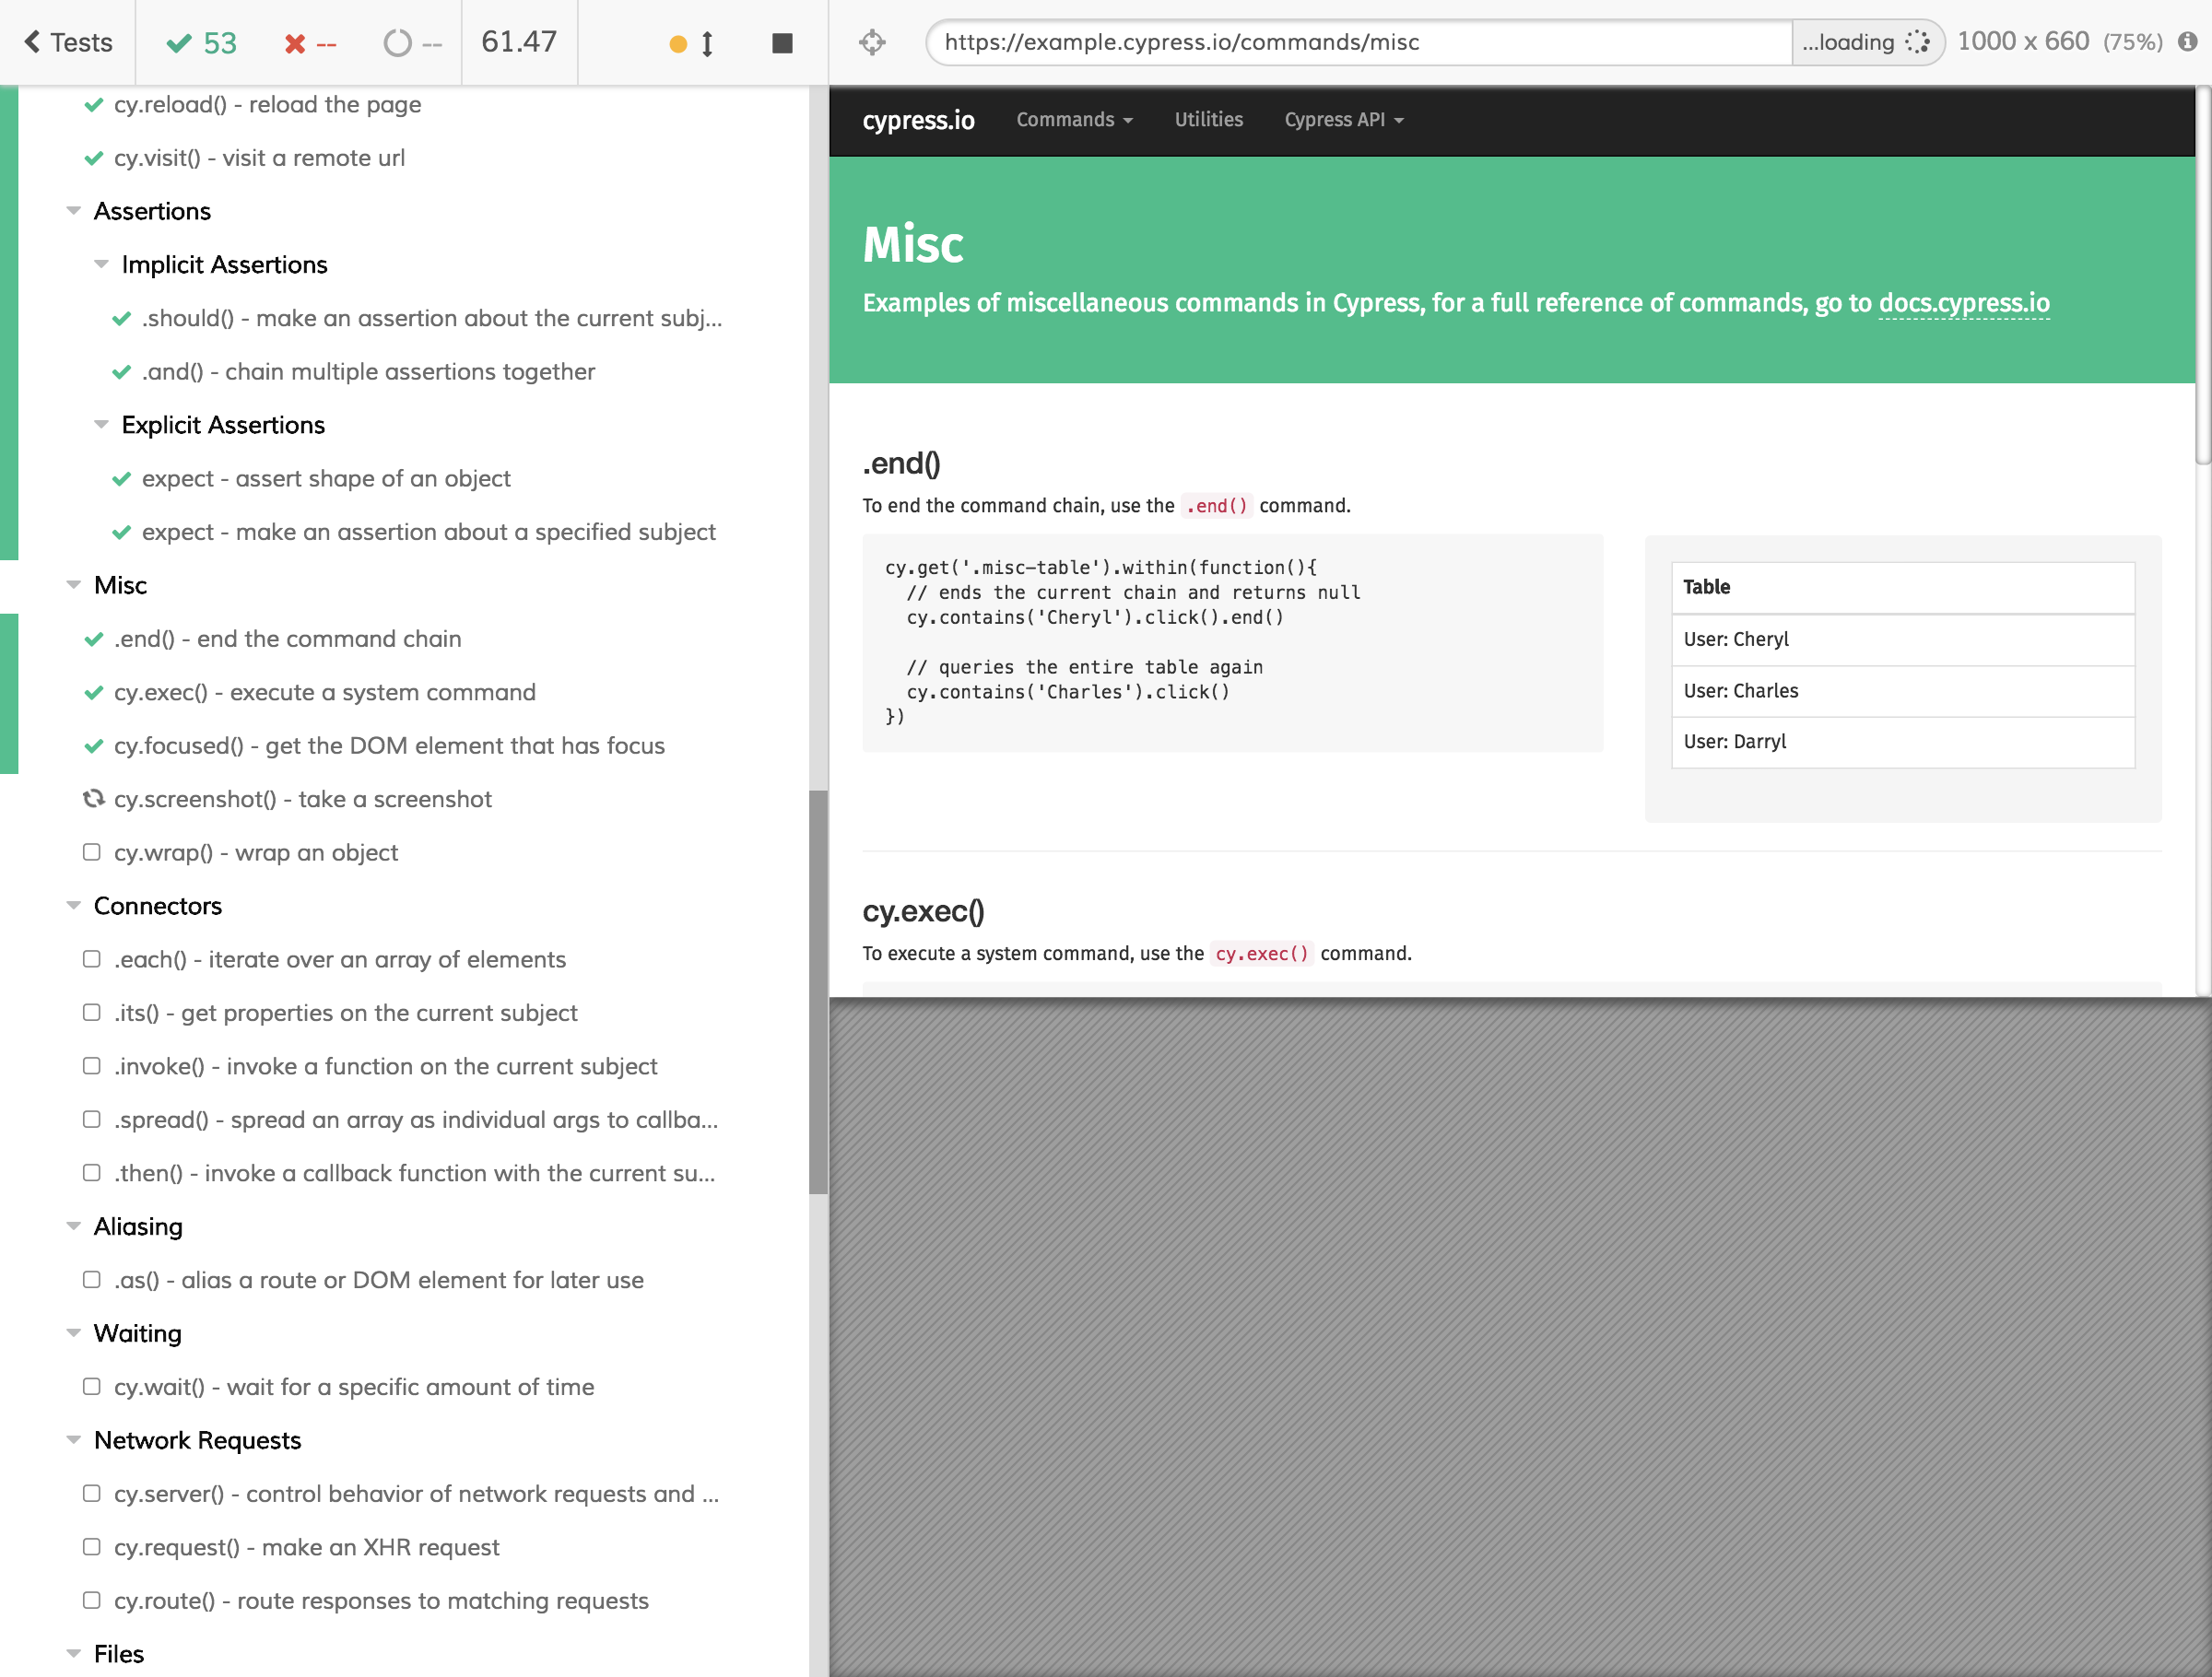 Tests 53 -- -- 61.47
cy.reload() - reload the page
cy.visit() - visit a remote url
Assertions
Implicit Assertions
.should() - make an assertion about the current subj...
.and() - chain multiple assertions together
Explicit Assertions
expect - assert shape of an object
expect - make an assertion about a specified subject
Misc
.end() - end the command chain
cy.exec() - execute a system command
cy.focused() - get the DOM element that has focus
cy.screenshot() - take a screenshot
cy.wrap() - wrap an object
Connectors
.each() - iterate over an array of elements
.its() - get properties on the current subject
.invoke() - invoke a function on the current subject
.spread() - spread an array as individual args to callba...
.then() - invoke a callback function with the current su...
Aliasing
.as() - alias a route or DOM element for later use
Waiting
cy.wait() - wait for a specific amount of time
Network Requests
cy.server() - control behavior of network requests and ...
cy.request() - make an XHR request
cy.route() - route responses to matching requests
Files
https://example.cypress.io/commands/misc ...loading 1000 x 660 (75%)
cypress.io Commands Utilities Cypress API
Misc
Examples of miscellaneous commands in Cypress, for a full reference of commands, go to docs.cypress.io
.end()
To end the command chain, use the .end() command.
cy.get('.misc-table').within(function(){
// ends the current chain and returns null
cy.contains('Cheryl').click().end()
// queries the entire table again
cy.contains('Charles').click()
})
Table
User: Cheryl
User: Charles
User: Darryl
cy.exec()
To execute a system command, use the cy.exec() command.